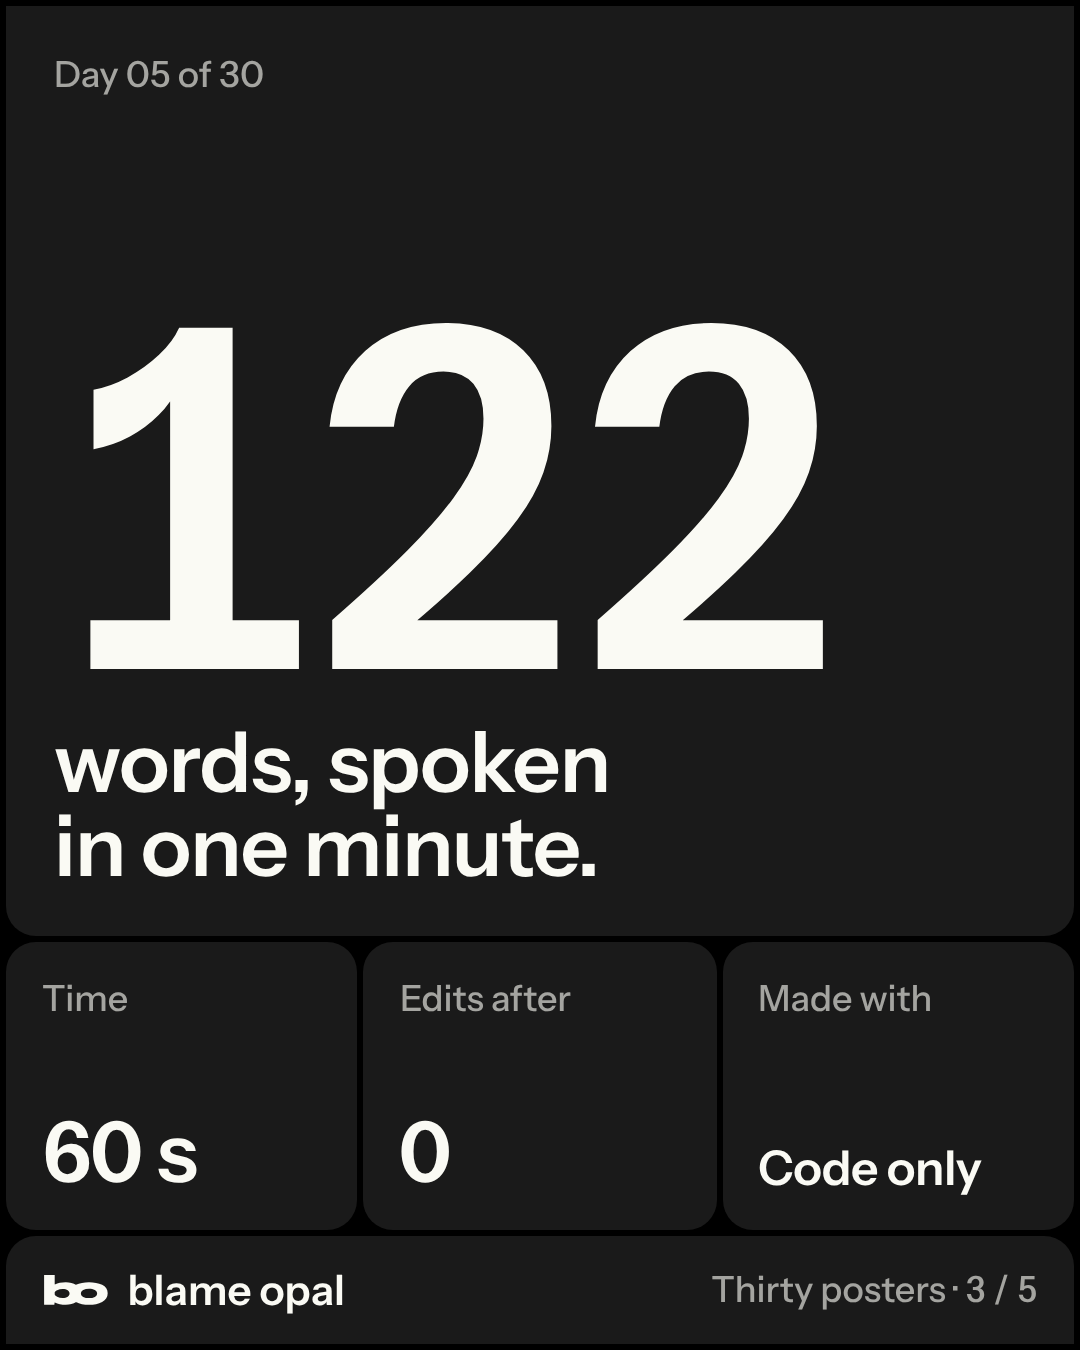 Day 05 of 30
122
words, spoken
in one minute.
Time
60 s
Edits after
0
Made with
Code only
bo blame opal
Thirty posters · 3 / 5